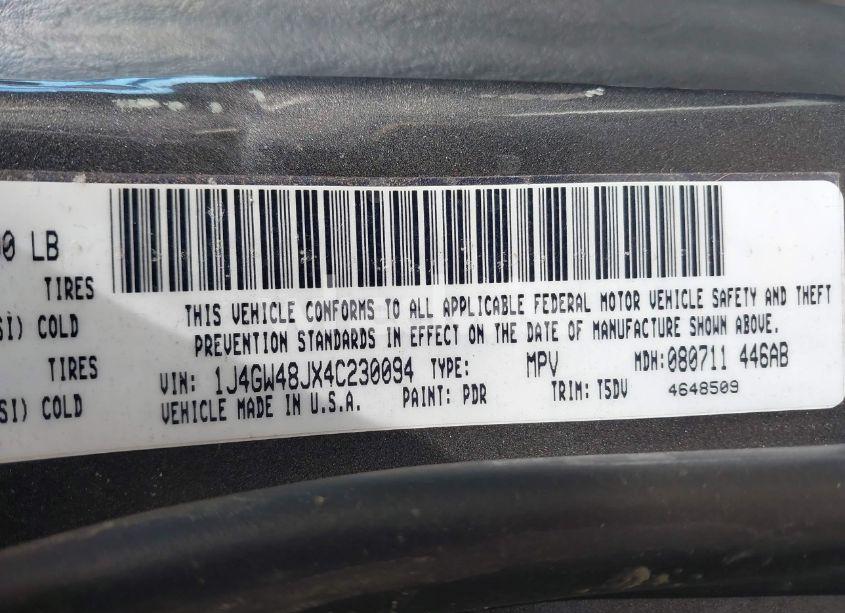 0 LB
TIRES
SI) COLD
TIRES
SI) COLD
THIS VEHICLE CONFORMS TO ALL APPLICABLE FEDERAL MOTOR VEHICLE SAFETY AND THEFT
PREVENTION STANDARDS IN EFFECT ON THE DATE OF MANUFACTURE SHOWN ABOVE.
VIN: 1J4GW48JX4C230094 TYPE: MPV MDH:080711 446AB
VEHICLE MADE IN U.S.A. PAINT: PDR TRIM: T5DV 4648509